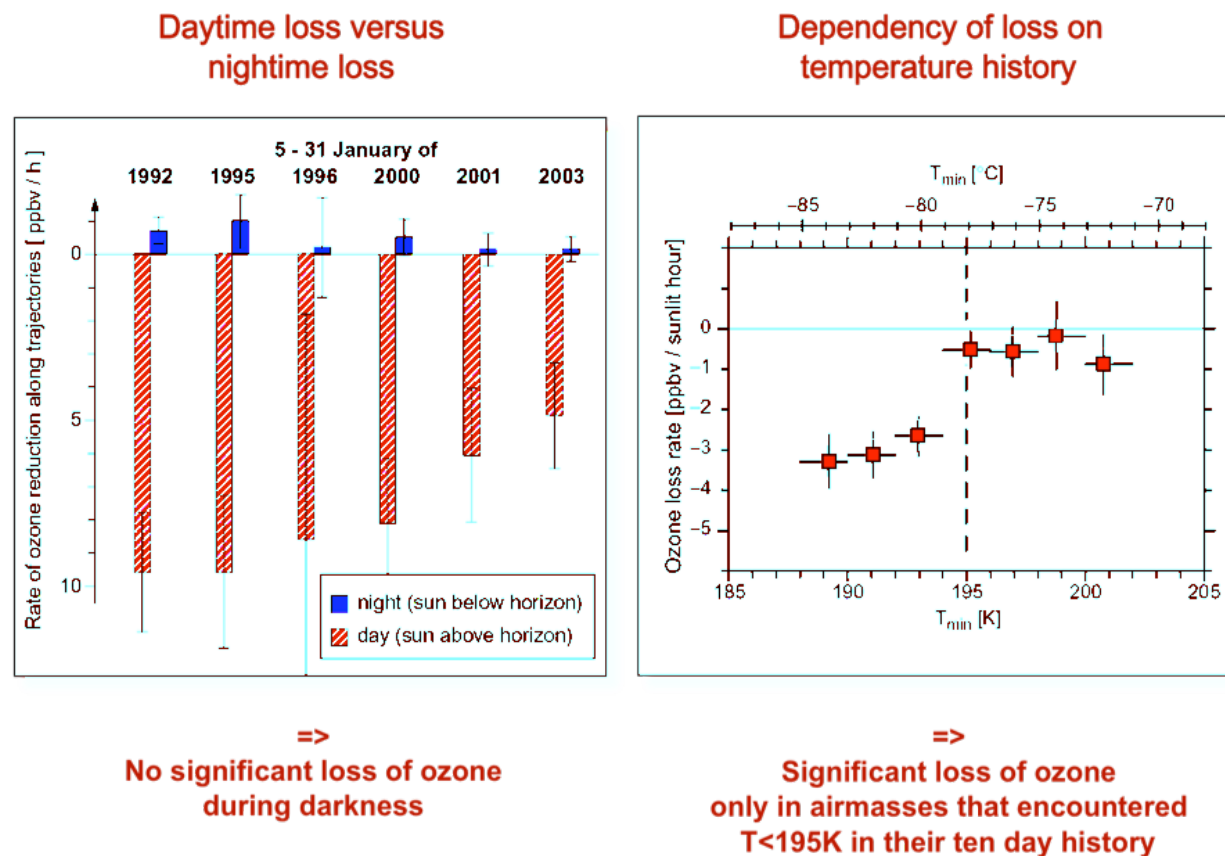 Daytime loss versus
nightime loss
Dependency of loss on
temperature history
5 - 31 January of
1992 1995 1996 2000 2001 2003
Rate of ozone reduction along trajectories [ ppbv / h ]
0
5
10
night (sun below horizon)
day (sun above horizon)
T min [°C]
−85 −80 −75 −70
Ozone loss rate [ppbv / sunlit hour]
0
−1
−2
−3
−4
−5
185 190 195 200 205
T min [K]
=>
No significant loss of ozone
during darkness
=>
Significant loss of ozone
only in airmasses that encountered
T<195K in their ten day history